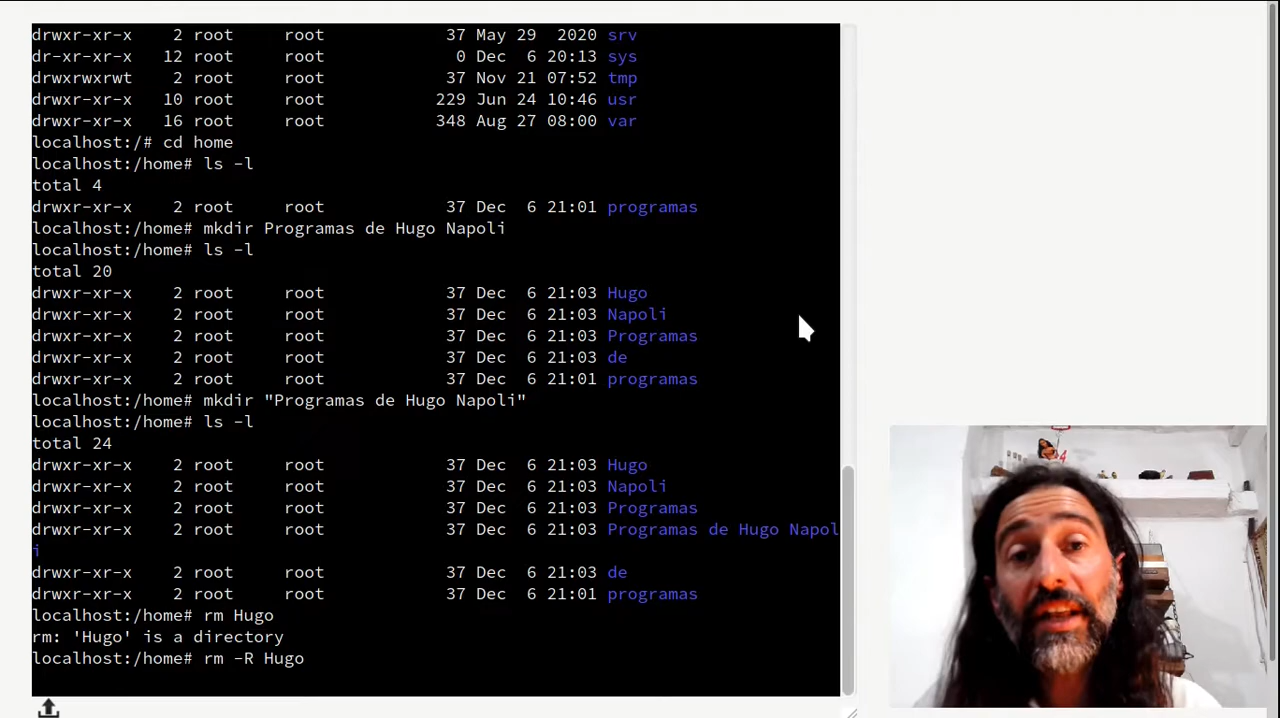 drwxr-xr-x 2 root root 37 May 29 2020 srv
dr-xr-xr-x 12 root root 0 Dec 6 20:13 sys
drwxrwxrwt 2 root root 37 Nov 21 07:52 tmp
drwxr-xr-x 10 root root 229 Jun 24 10:46 usr
drwxr-xr-x 16 root root 348 Aug 27 08:00 var
localhost:/# cd home
localhost:/home# ls -l
total 4
drwxr-xr-x 2 root root 37 Dec 6 21:01 programas
localhost:/home# mkdir Programas de Hugo Napoli
localhost:/home# ls -l
total 20
drwxr-xr-x 2 root root 37 Dec 6 21:03 Hugo
drwxr-xr-x 2 root root 37 Dec 6 21:03 Napoli
drwxr-xr-x 2 root root 37 Dec 6 21:03 Programas
drwxr-xr-x 2 root root 37 Dec 6 21:03 de
drwxr-xr-x 2 root root 37 Dec 6 21:01 programas
localhost:/home# mkdir "Programas de Hugo Napoli"
localhost:/home# ls -l
total 24
drwxr-xr-x 2 root root 37 Dec 6 21:03 Hugo
drwxr-xr-x 2 root root 37 Dec 6 21:03 Napoli
drwxr-xr-x 2 root root 37 Dec 6 21:03 Programas
drwxr-xr-x 2 root root 37 Dec 6 21:03 Programas de Hugo Napol
i
drwxr-xr-x 2 root root 37 Dec 6 21:03 de
drwxr-xr-x 2 root root 37 Dec 6 21:01 programas
localhost:/home# rm Hugo
rm: 'Hugo' is a directory
localhost:/home# rm -R Hugo